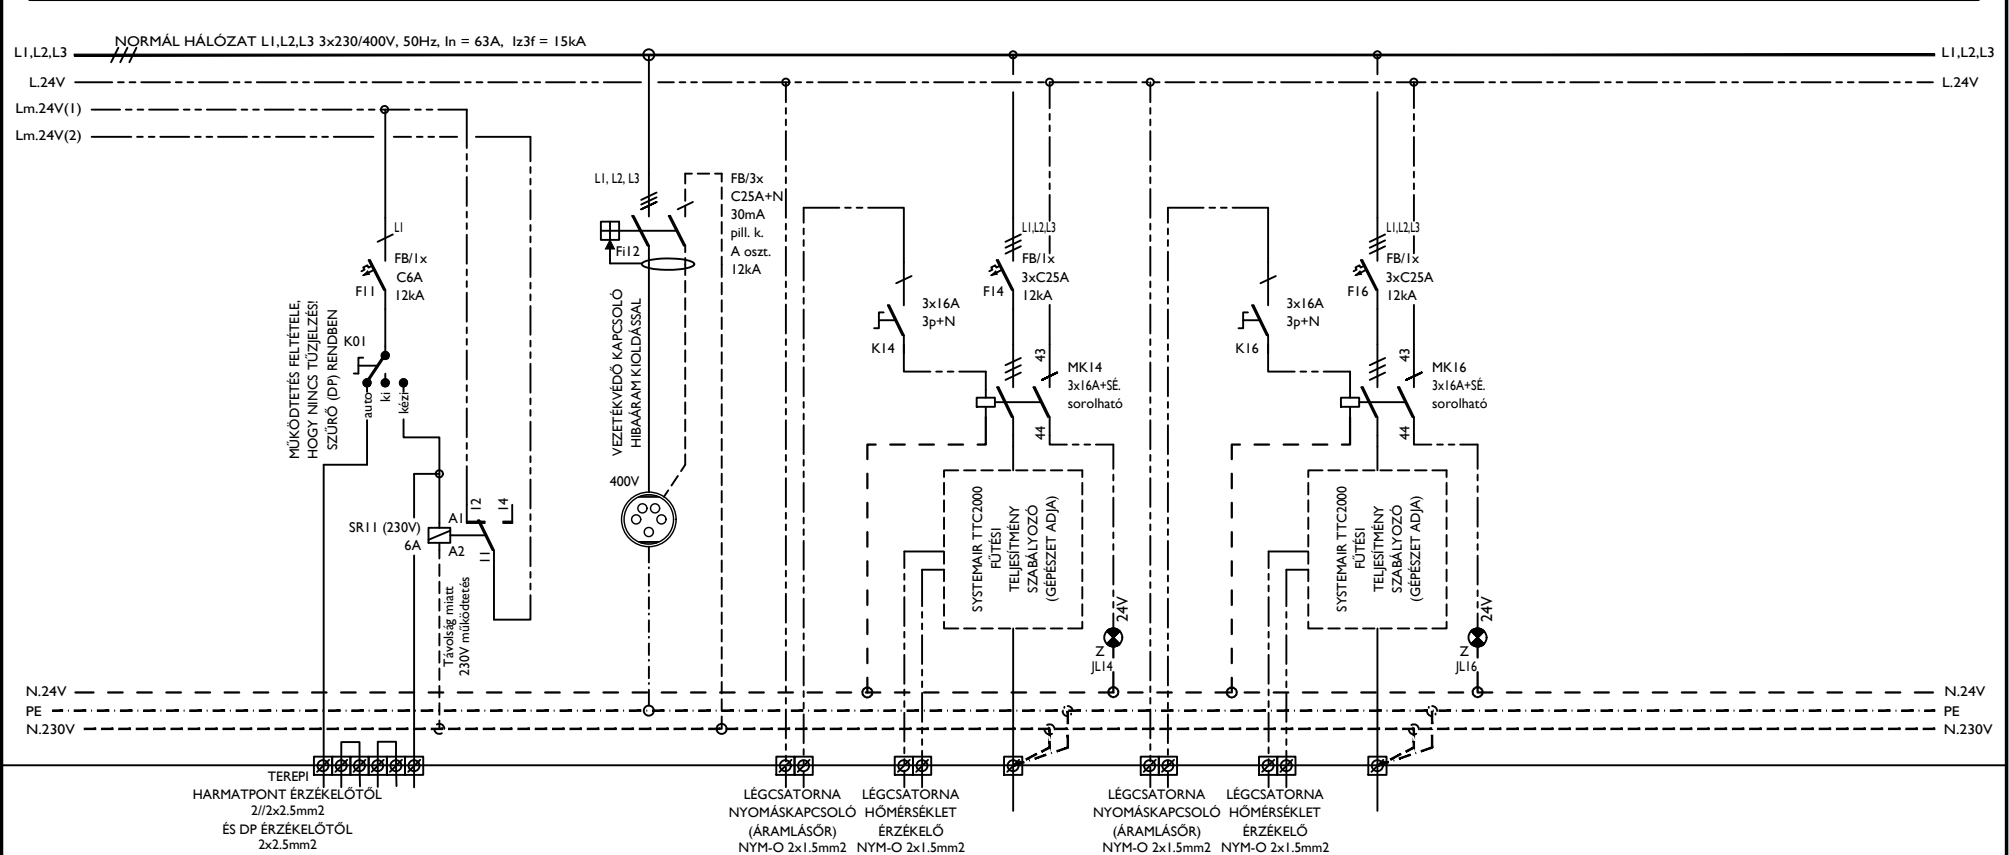 NORMÁL HÁLÓZAT L1,L2,L3 3x230/400V, 50Hz, In = 63A, Iz3f = 15kA
L1,L2,L3
L1,L2,L3
L.24V
L.24V
Lm.24V(1)
Lm.24V(2)
L1
FB/1x
C6A
12kA
F11
MŰKÖDTETÉS FELTÉTELE,
HOGY NINCS TŰZJELZÉS!
SZŰRŐ (DP) RENDBEN
K01
auto
ki
kézi
SR11 (230V)
6A
A1
A2
12
14
11
Távolság miatt
230V működtetés
L1, L2, L3
Fi12
FB/3x
C25A+N
30mA
pill. k.
A oszt.
12kA
VEZETÉKVÉDŐ KAPCSOLÓ
HIBAÁRAM KIOLDÁSSAL
400V
3x16A
3p+N
K14
L1,L2,L3
FB/1x
3xC25A
12kA
F14
43
44
MK14
3x16A+SÉ.
sorolható
SYSTEMAIR TTC2000
FŰTÉSI
TELJESÍTMÉNY
SZABÁLYOZÓ
(GÉPÉSZET ADJA)
24V
Z
JL14
3x16A
3p+N
K16
L1,L2,L3
FB/1x
3xC25A
12kA
F16
43
44
MK16
3x16A+SÉ.
sorolható
SYSTEMAIR TTC2000
FŰTÉSI
TELJESÍTMÉNY
SZABÁLYOZÓ
(GÉPÉSZET ADJA)
24V
Z
JL16
N.24V
N.24V
PE
PE
N.230V
N.230V
TEREPI
HARMATPONT ÉRZÉKELŐTŐL
2//2x2.5mm2
ÉS DP ÉRZÉKELŐTŐL
2x2.5mm2
LÉGCSATORNA
NYOMÁSKAPCSOLÓ
(ÁRAMLÁSŐR)
NYM-O 2x1.5mm2
LÉGCSATORNA
HŐMÉRSÉKLET
ÉRZÉKELŐ
NYM-O 2x1.5mm2
LÉGCSATORNA
NYOMÁSKAPCSOLÓ
(ÁRAMLÁSŐR)
NYM-O 2x1.5mm2
LÉGCSATORNA
HŐMÉRSÉKLET
ÉRZÉKELŐ
NYM-O 2x1.5mm2